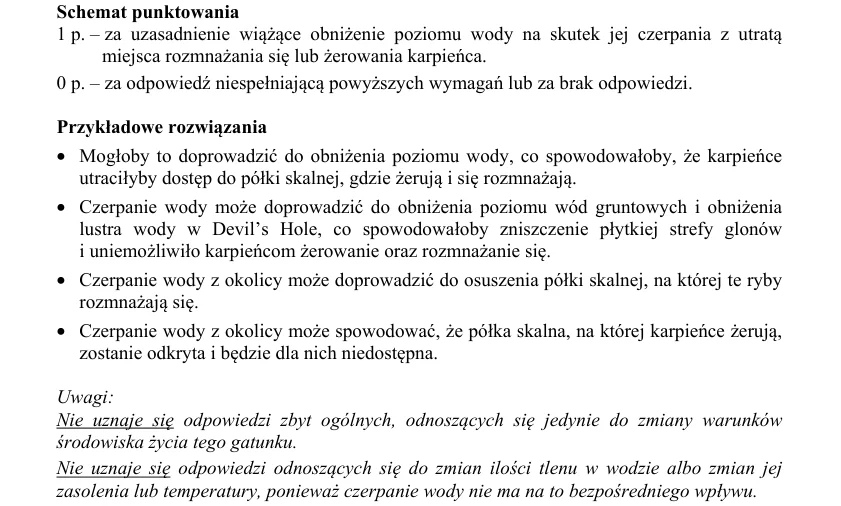 Schemat punktowania
1 p. – za uzasadnienie wiążące obniżenie poziomu wody na skutek jej czerpania z utratą
miejsca rozmnażania się lub żerowania karpieńca.
0 p. – za odpowiedź niespełniającą powyższych wymagań lub za brak odpowiedzi.
Przykładowe rozwiązania
• Mogłoby to doprowadzić do obniżenia poziomu wody, co spowodowałoby, że karpieńce
utraciłyby dostęp do półki skalnej, gdzie żerują i się rozmnażają.
• Czerpanie wody może doprowadzić do obniżenia poziomu wód gruntowych i obniżenia
lustra wody w Devil’s Hole, co spowodowałoby zniszczenie płytkiej strefy glonów
i uniemożliwiło karpieńcom żerowanie oraz rozmnażanie się.
• Czerpanie wody z okolicy może doprowadzić do osuszenia półki skalnej, na której te ryby
rozmnażają się.
• Czerpanie wody z okolicy może spowodować, że półka skalna, na której karpieńce żerują,
zostanie odkryta i będzie dla nich niedostępna.
Uwagi:
Nie uznaje się odpowiedzi zbyt ogólnych, odnoszących się jedynie do zmiany warunków
środowiska życia tego gatunku.
Nie uznaje się odpowiedzi odnoszących się do zmian ilości tlenu w wodzie albo zmian jej
zasolenia lub temperatury, ponieważ czerpanie wody nie ma na to bezpośredniego wpływu.